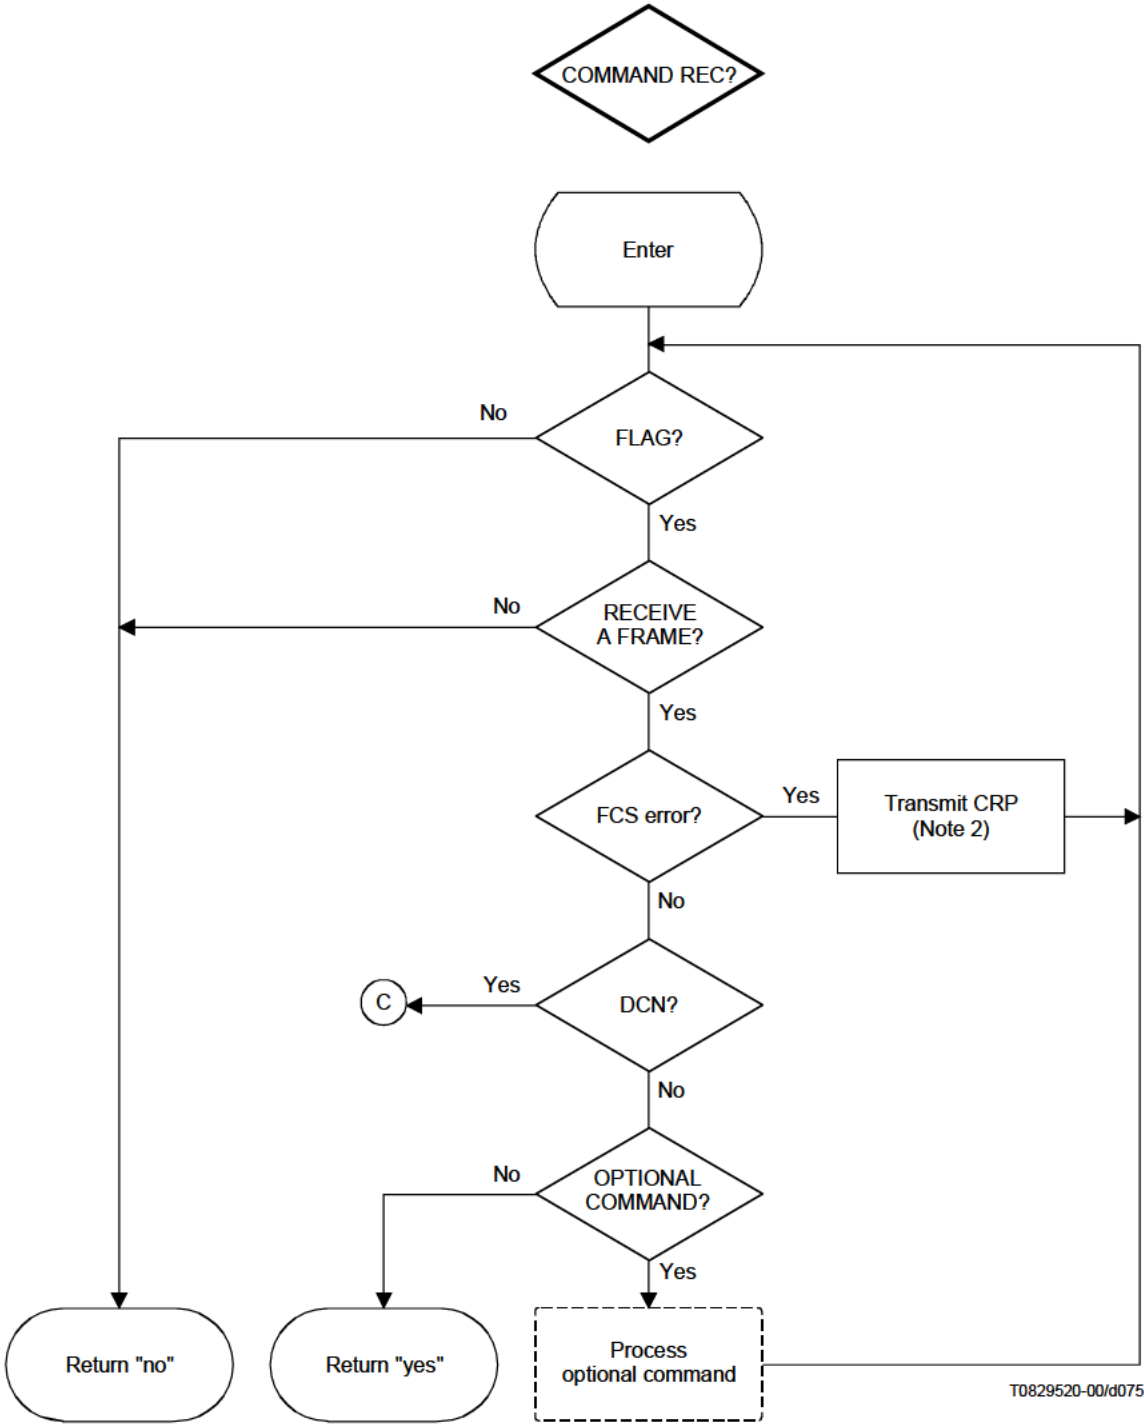 COMMAND REC?
Enter
No
FLAG?
Yes
No
RECEIVE
A FRAME?
Yes
FCS error?
Yes
Transmit CRP
(Note 2)
No
C
Yes
DCN?
No
No
OPTIONAL
COMMAND?
Yes
Return "no"
Return "yes"
Process
optional command
T0829520-00/d075